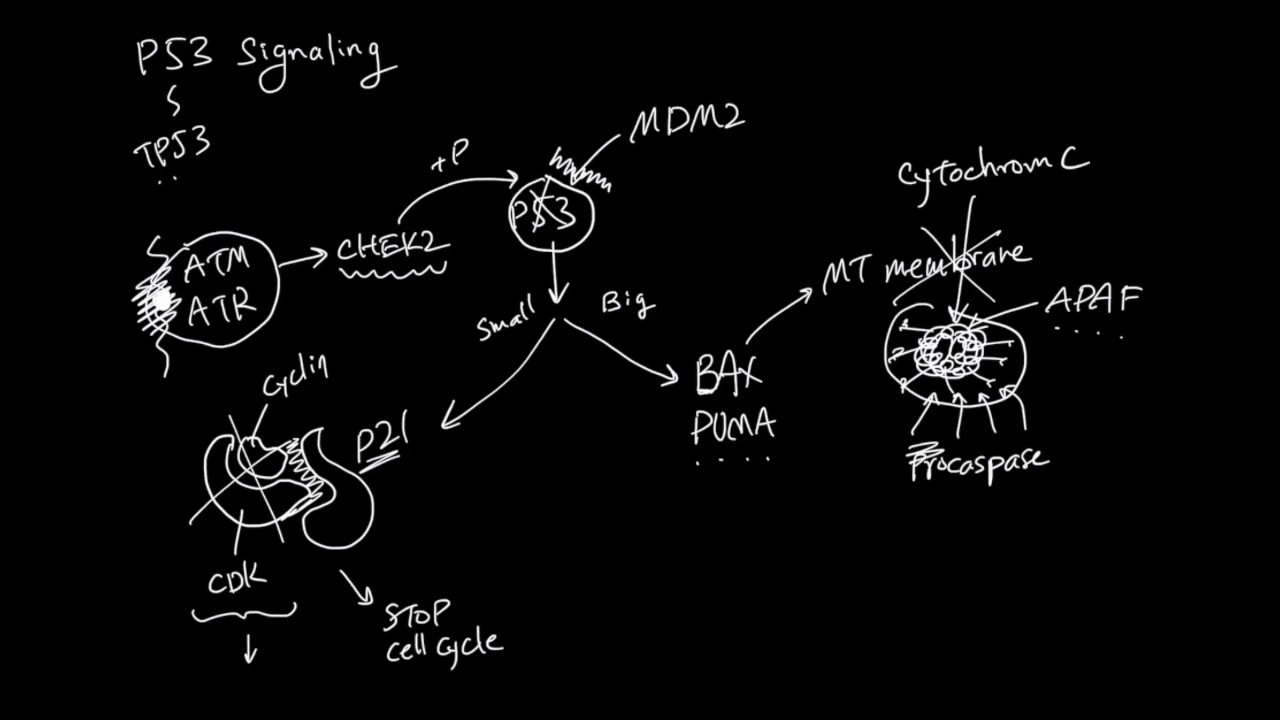 P53 Signaling
TP53
MDM2
+P
P53
Cytochrom C
ATM
ATR
CHEK2
MT membrane
APAF
Small
Big
BAX
PUMA
Cyclin
P21
Procaspase
CDK
STOP
cell cycle